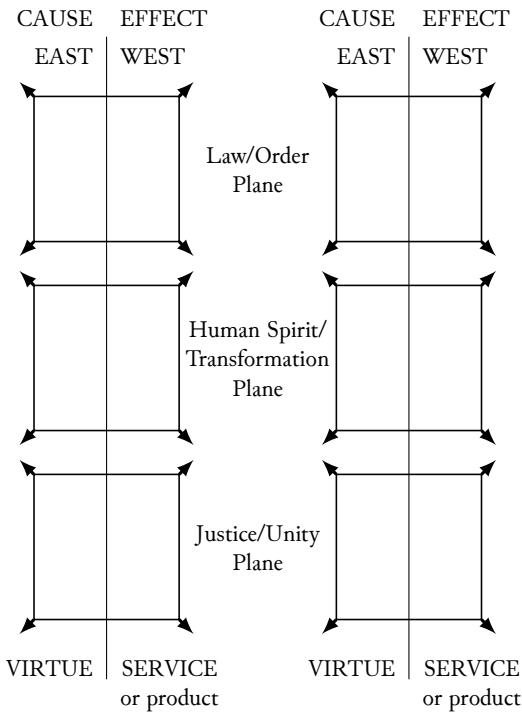 CAUSE EFFECT CAUSE EFFECT
EAST WEST EAST WEST
Law/Order
Plane
Human Spirit/
Transformation
Plane
Justice/Unity
Plane
VIRTUE SERVICE VIRTUE SERVICE
or product or product